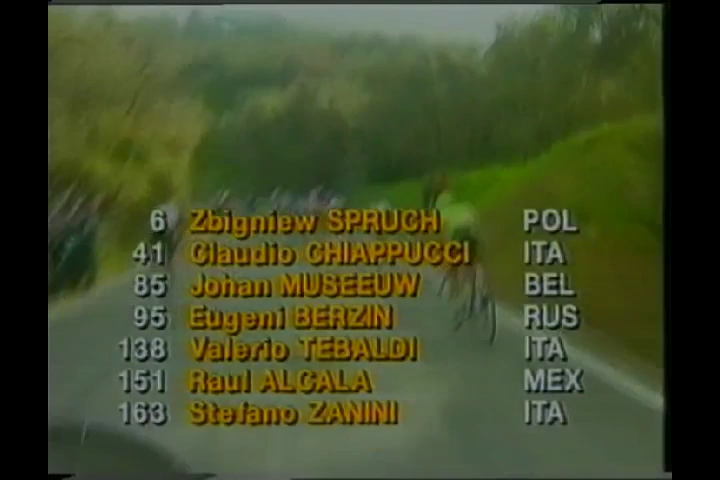 6 Zbigniew SPRUCH POL
41 Claudio CHIAPPUCCI ITA
85 Johan MUSEEUW BEL
95 Eugeni BERZIN RUS
138 Valerio TEBALDI ITA
151 Raul ALCALA MEX
163 Stefano ZANINI ITA